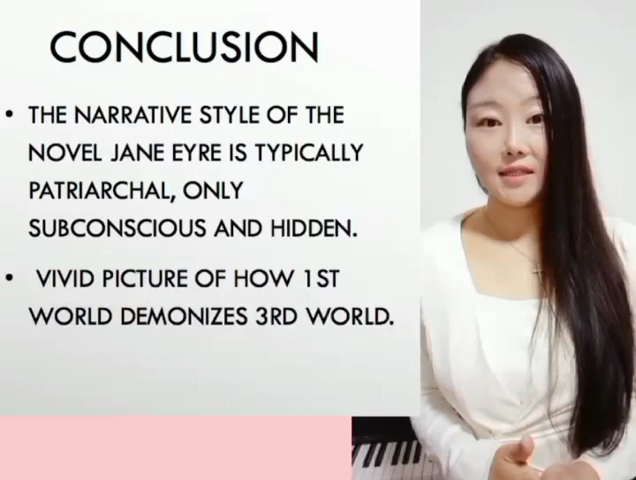 CONCLUSION
• THE NARRATIVE STYLE OF THE
NOVEL JANE EYRE IS TYPICALLY
PATRIARCHAL, ONLY
SUBCONSCIOUS AND HIDDEN.
• VIVID PICTURE OF HOW 1ST
WORLD DEMONIZES 3RD WORLD.